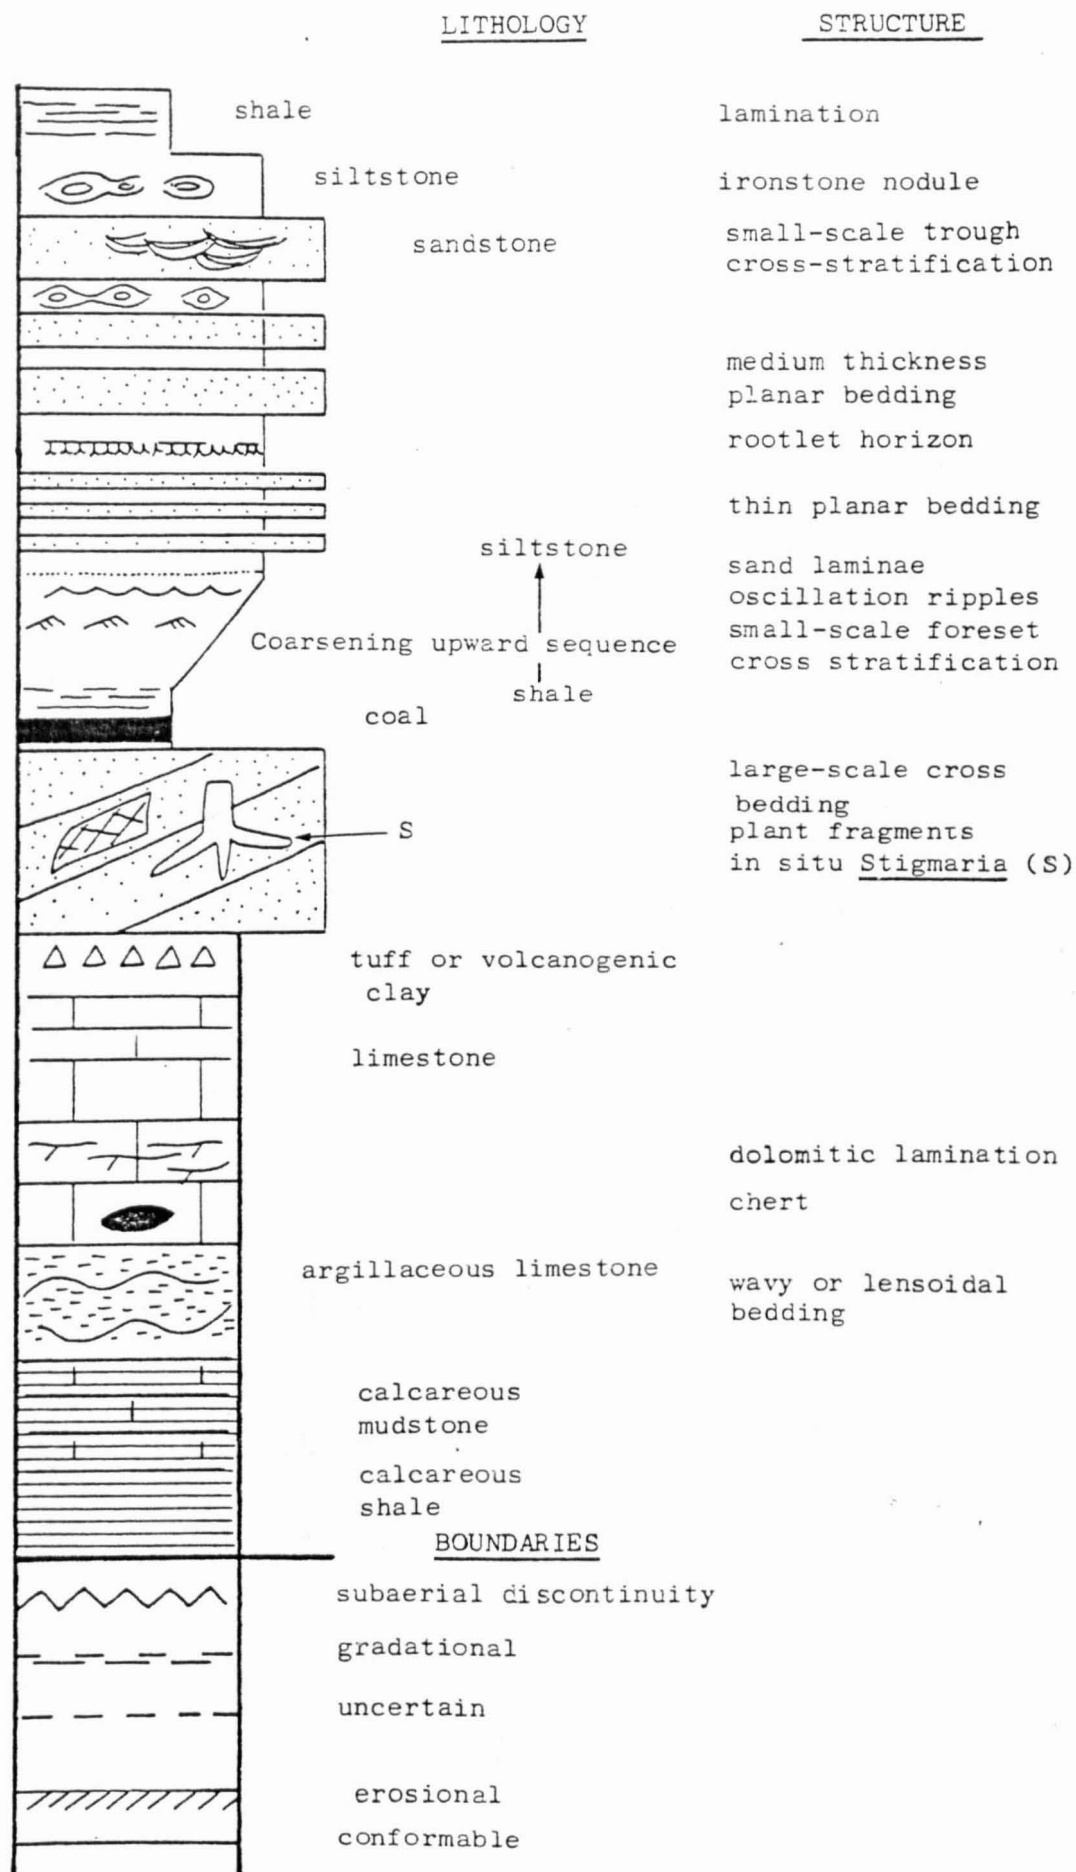 LITHOLOGY STRUCTURE
shale lamination
siltstone ironstone nodule
sandstone small-scale trough
cross-stratification
medium thickness
planar bedding
rootlet horizon
thin planar bedding
siltstone
sand laminae
oscillation ripples
Coarsening upward sequence small-scale foreset
cross stratification
shale
coal
large-scale cross
bedding
S plant fragments
in situ Stigmaria (S)
tuff or volcanogenic
clay
limestone
dolomitic lamination
chert
argillaceous limestone wavy or lensoidal
bedding
calcareous
mudstone
calcareous
shale
BOUNDARIES
subaerial discontinuity
gradational
uncertain
erosional
conformable